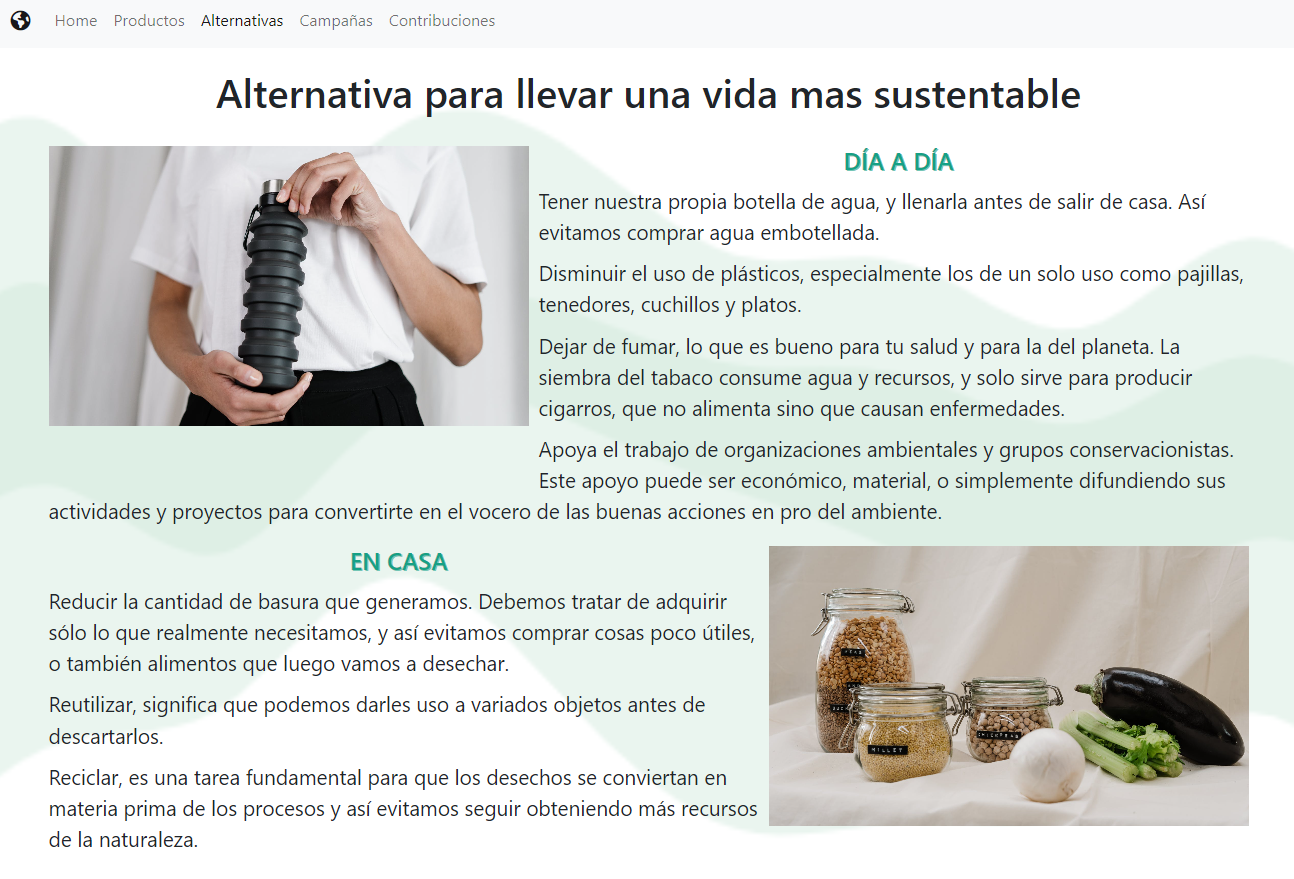 Home Productos Alternativas Campañas Contribuciones
Alternativa para llevar una vida mas sustentable
DÍA A DÍA
Tener nuestra propia botella de agua, y llenarla antes de salir de casa. Así
evitamos comprar agua embotellada.
Disminuir el uso de plásticos, especialmente los de un solo uso como pajillas,
tenedores, cuchillos y platos.
Dejar de fumar, lo que es bueno para tu salud y para la del planeta. La
siembra del tabaco consume agua y recursos, y solo sirve para producir
cigarros, que no alimenta sino que causan enfermedades.
Apoya el trabajo de organizaciones ambientales y grupos conservacionistas.
Este apoyo puede ser económico, material, o simplemente difundiendo sus
actividades y proyectos para convertirte en el vocero de las buenas acciones en pro del ambiente.
EN CASA
Reducir la cantidad de basura que generamos. Debemos tratar de adquirir
sólo lo que realmente necesitamos, y así evitamos comprar cosas poco útiles,
o también alimentos que luego vamos a desechar.
Reutilizar, significa que podemos darles uso a variados objetos antes de
descartarlos.
Reciclar, es una tarea fundamental para que los desechos se conviertan en
materia prima de los procesos y así evitamos seguir obteniendo más recursos
de la naturaleza.
MILLET
CHICKPEAS